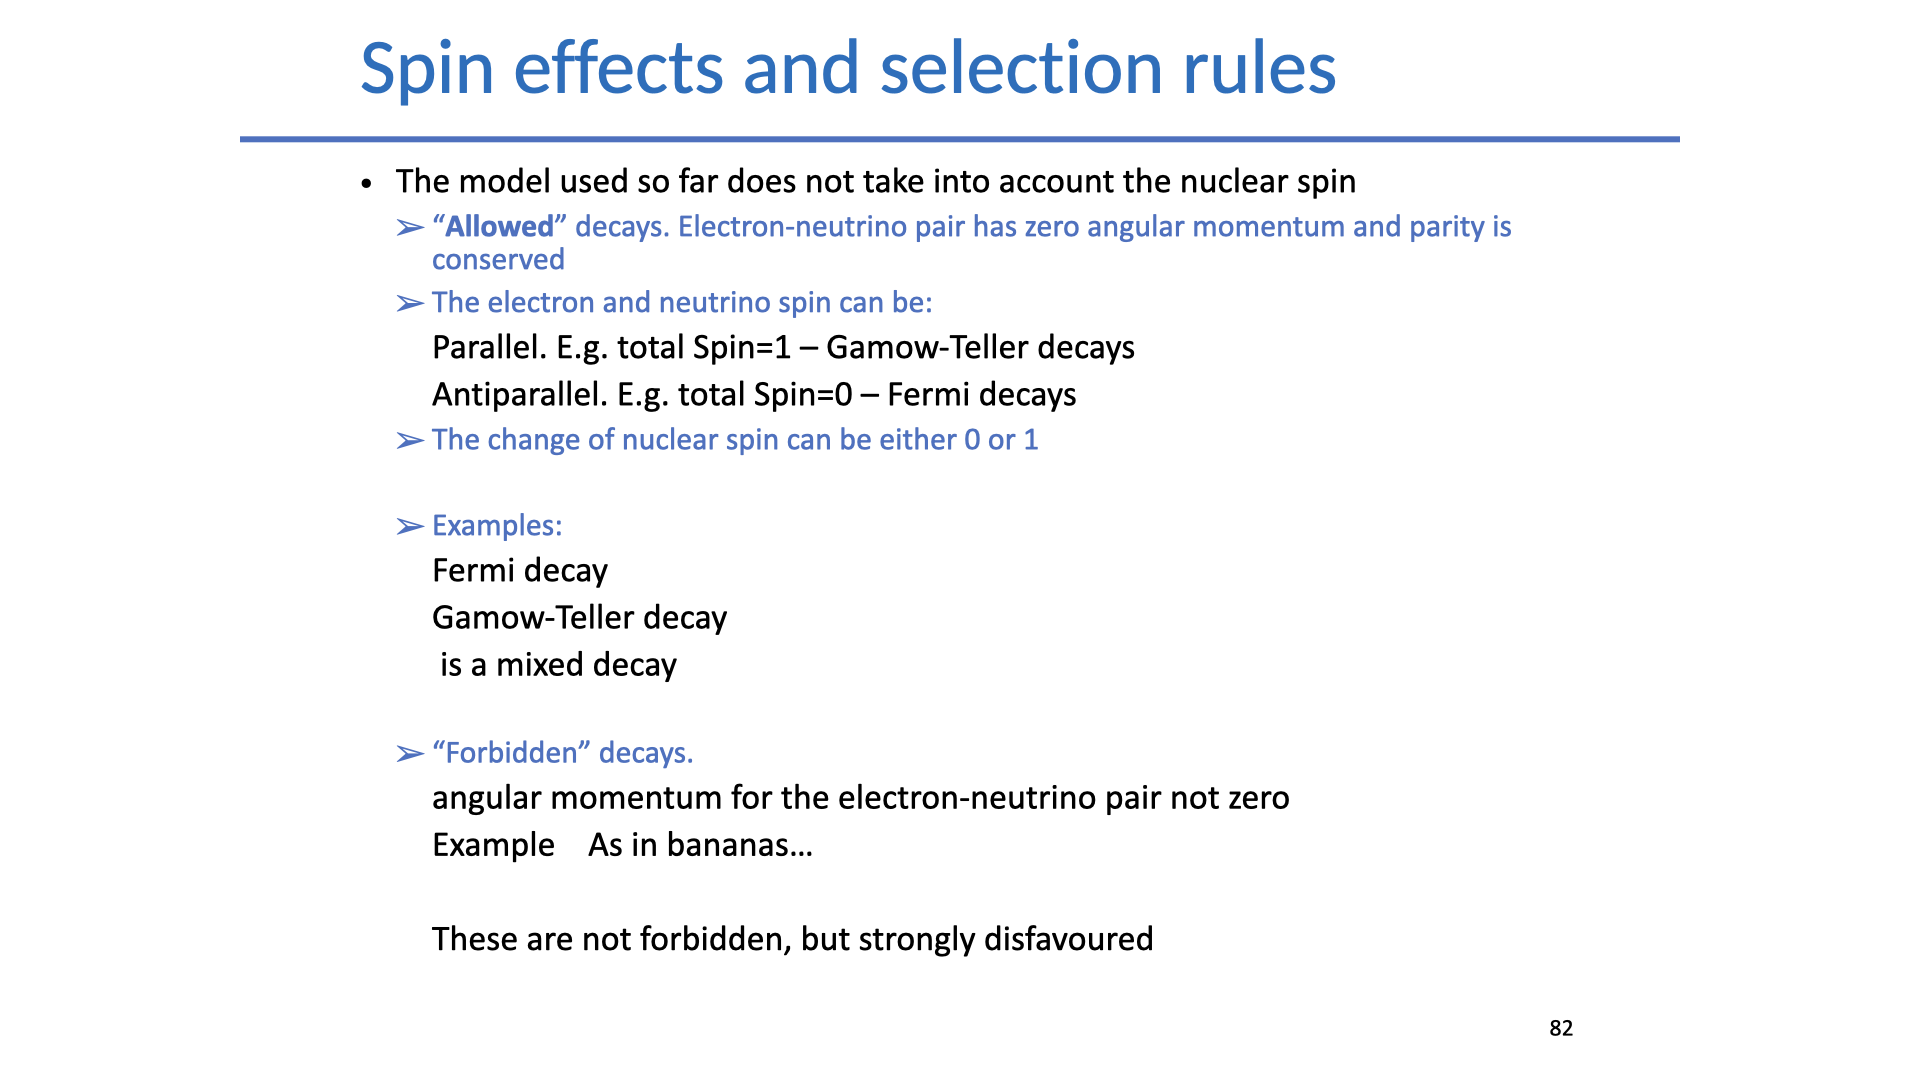 Spin effects and selection rules
• The model used so far does not take into account the nuclear spin
➢ “Allowed” decays. Electron-neutrino pair has zero angular momentum and parity is
conserved
➢ The electron and neutrino spin can be:
Parallel. E.g. total Spin=1 – Gamow-Teller decays
Antiparallel. E.g. total Spin=0 – Fermi decays
➢ The change of nuclear spin can be either 0 or 1
➢ Examples:
Fermi decay
Gamow-Teller decay
is a mixed decay
➢ “Forbidden” decays.
angular momentum for the electron-neutrino pair not zero
Example As in bananas…
These are not forbidden, but strongly disfavoured
82